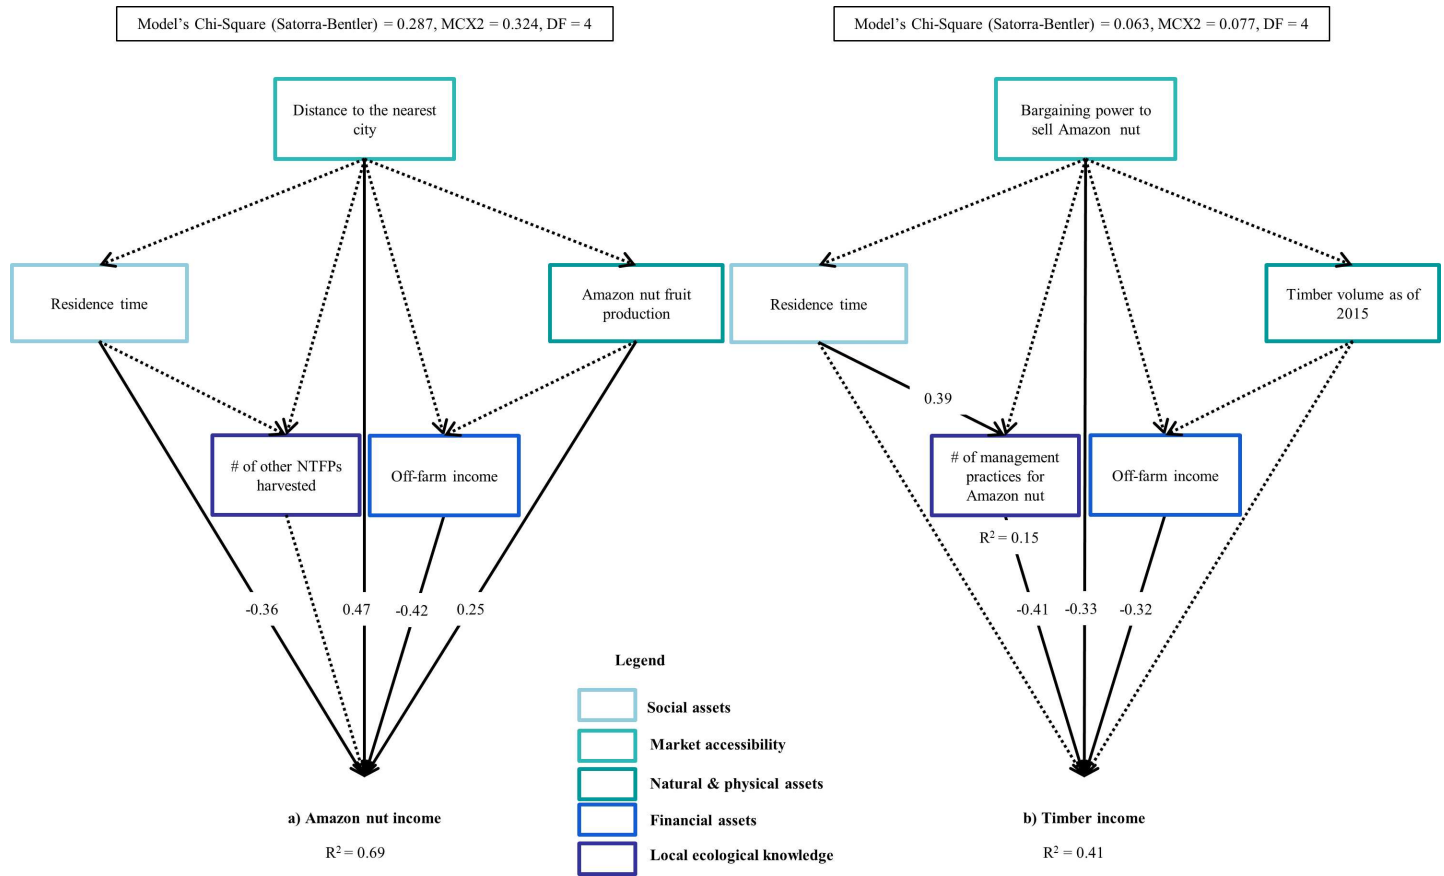 Model’s Chi-Square (Satorra-Bentler) = 0.287, MCX2 = 0.324, DF = 4
Distance to the nearest
city
Residence time
Amazon nut fruit
production
# of other NTFPs
harvested
Off-farm income
-0.36
0.47
-0.42
0.25
a) Amazon nut income
R² = 0.69
Model’s Chi-Square (Satorra-Bentler) = 0.063, MCX2 = 0.077, DF = 4
Bargaining power to
sell Amazon nut
Residence time
Timber volume as of
2015
0.39
# of management
practices for
Amazon nut
Off-farm income
R² = 0.15
-0.41
-0.33
-0.32
b) Timber income
R² = 0.41
Legend
Social assets
Market accessibility
Natural & physical assets
Financial assets
Local ecological knowledge